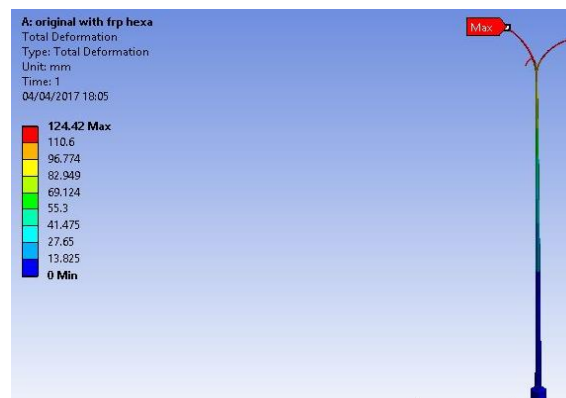 A: original with frp hexa
Total Deformation
Type: Total Deformation
Unit: mm
Time: 1
04/04/2017 18:05
124.42 Max
110.6
96.774
82.949
69.124
55.3
41.475
27.65
13.825
0 Min
Max